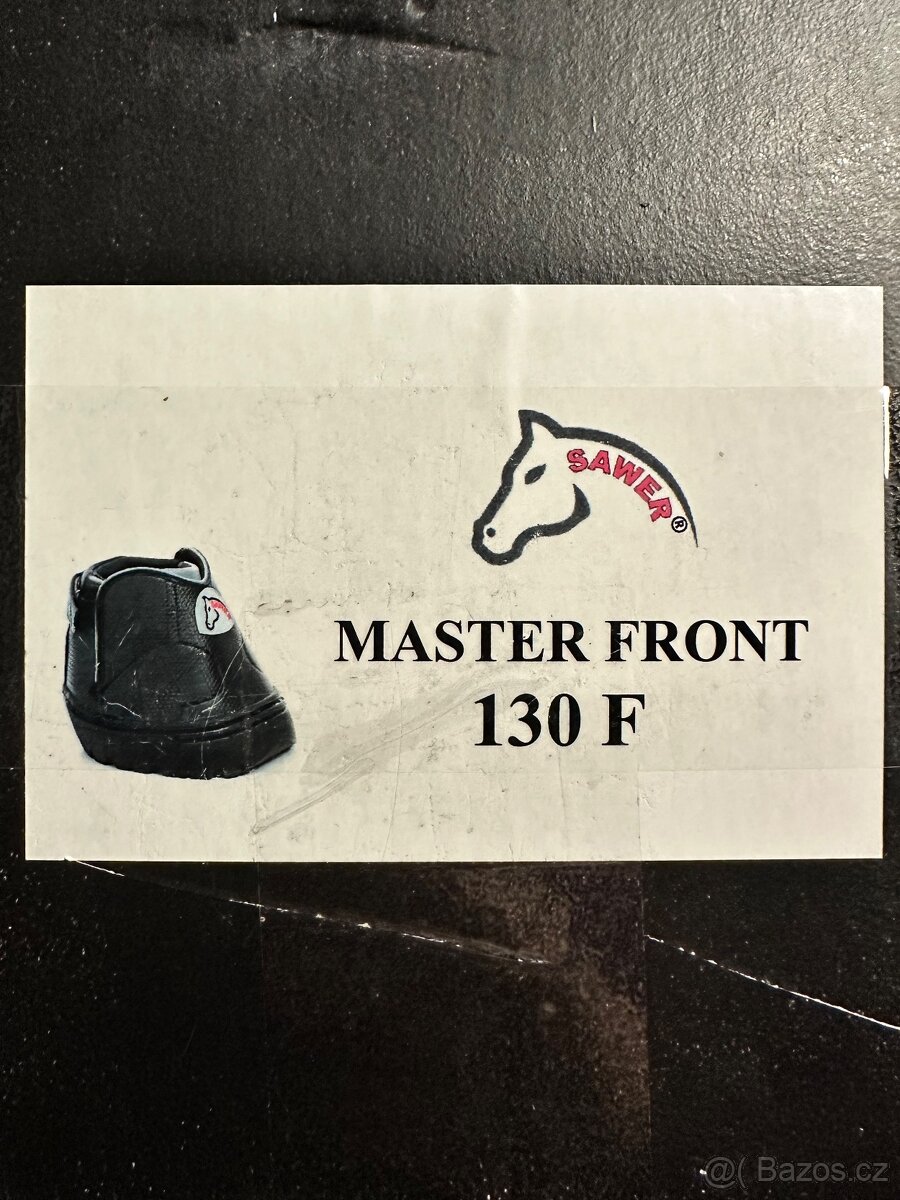 SAWER®
MASTER FRONT
130 F
@( Bazos.cz